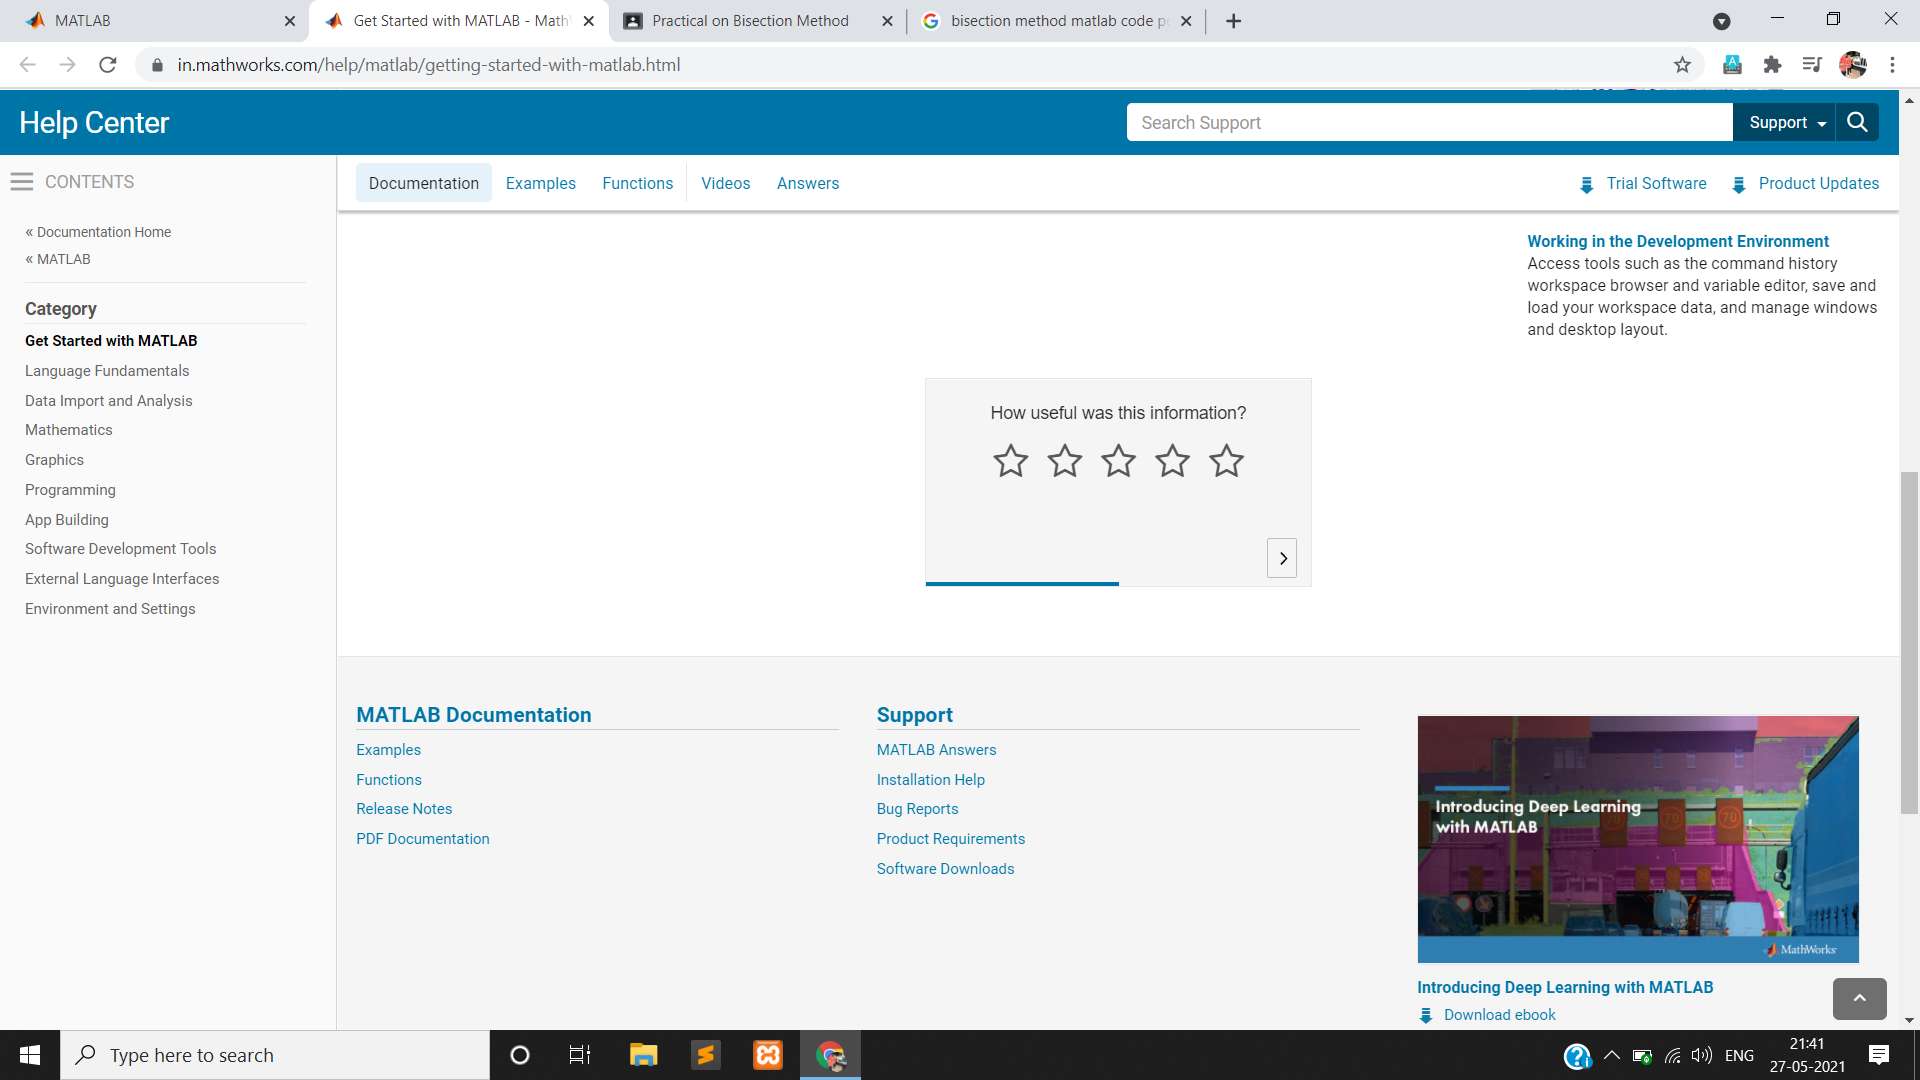 MATLAB
Get Started with MATLAB - Math
Practical on Bisection Method
bisection method matlab code
in.mathworks.com/help/matlab/getting-started-with-matlab.html
Help Center
Search Support
Support
CONTENTS
Documentation
Examples
Functions
Videos
Answers
Trial Software
Product Updates
« Documentation Home
« MATLAB
Category
Get Started with MATLAB
Language Fundamentals
Data Import and Analysis
Mathematics
Graphics
Programming
App Building
Software Development Tools
External Language Interfaces
Environment and Settings
Working in the Development Environment
Access tools such as the command history
workspace browser and variable editor, save and
load your workspace data, and manage windows
and desktop layout.
How useful was this information?
MATLAB Documentation
Examples
Functions
Release Notes
PDF Documentation
Support
MATLAB Answers
Installation Help
Bug Reports
Product Requirements
Software Downloads
Introducing Deep Learning
with MATLAB
MathWorks
Introducing Deep Learning with MATLAB
Download ebook
Type here to search
ENG
21:41
27-05-2021